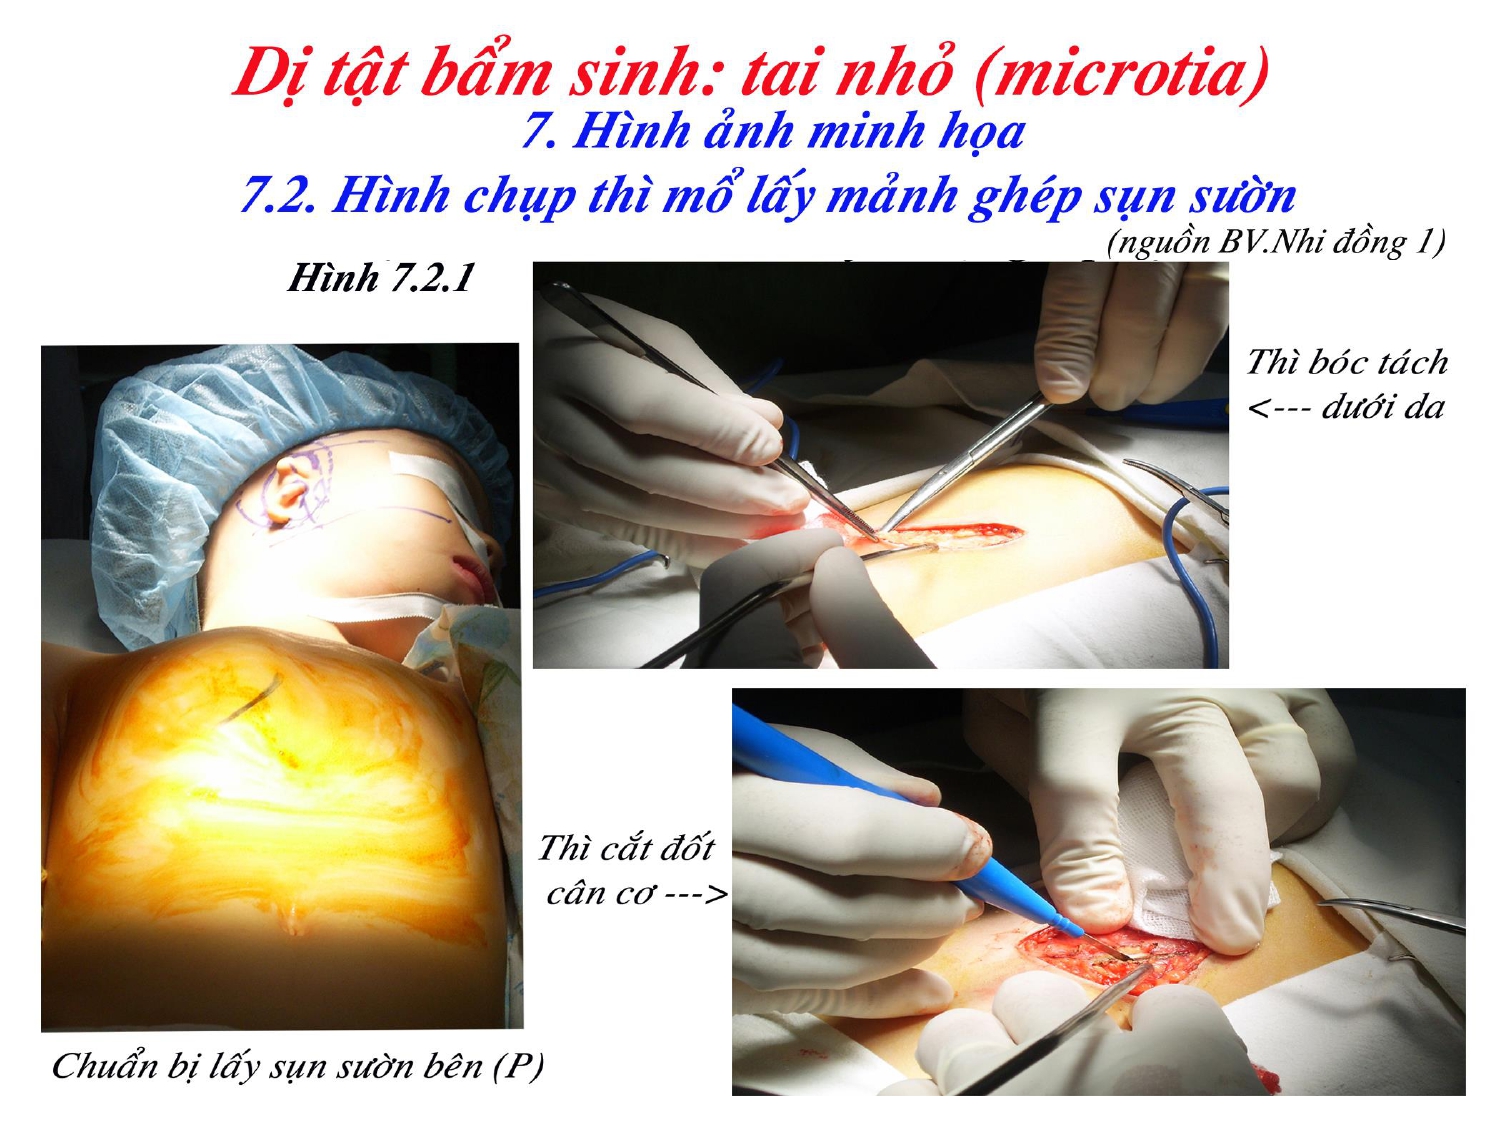 Dị tật bẩm sinh: tai nhỏ (microtia)
7. Hình ảnh minh họa
7.2. Hình chụp thì mổ lấy mảnh ghép sụn sườn
(nguồn BV.Nhi đồng 1)
Hình 7.2.1
Thì bóc tách
<--- dưới da
Thì cắt đốt
cân cơ --->
Chuẩn bị lấy sụn sườn bên (P)